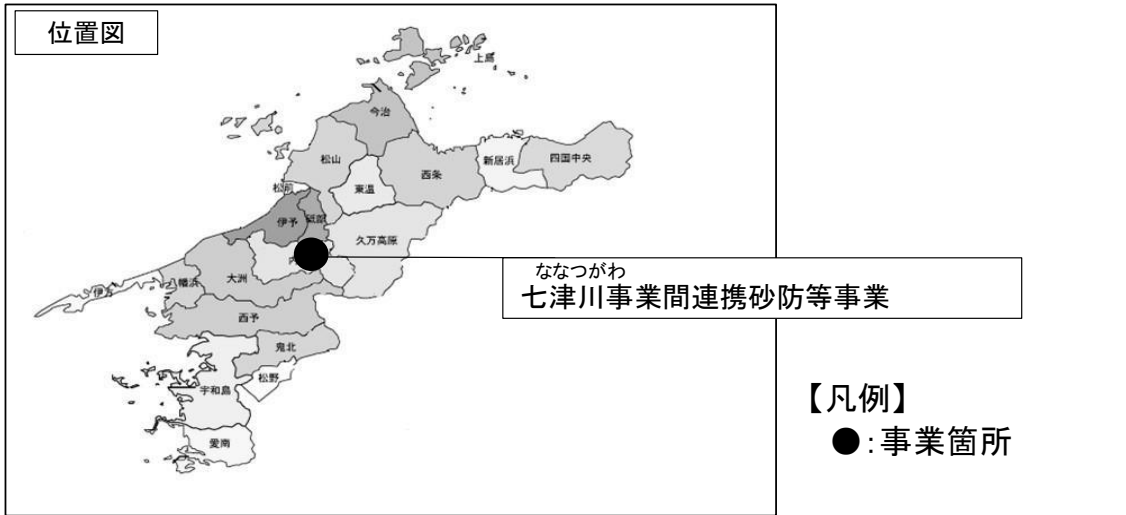 位置図
上島
今治
松山
新居浜
四国中央
西条
東温
松前
伊予
砥部
久万高原
内
大洲
八幡浜
伊方
西予
鬼北
松野
宇和島
愛南
ななつがわ
七津川事業間連携砂防等事業
【凡例】
●:事業箇所